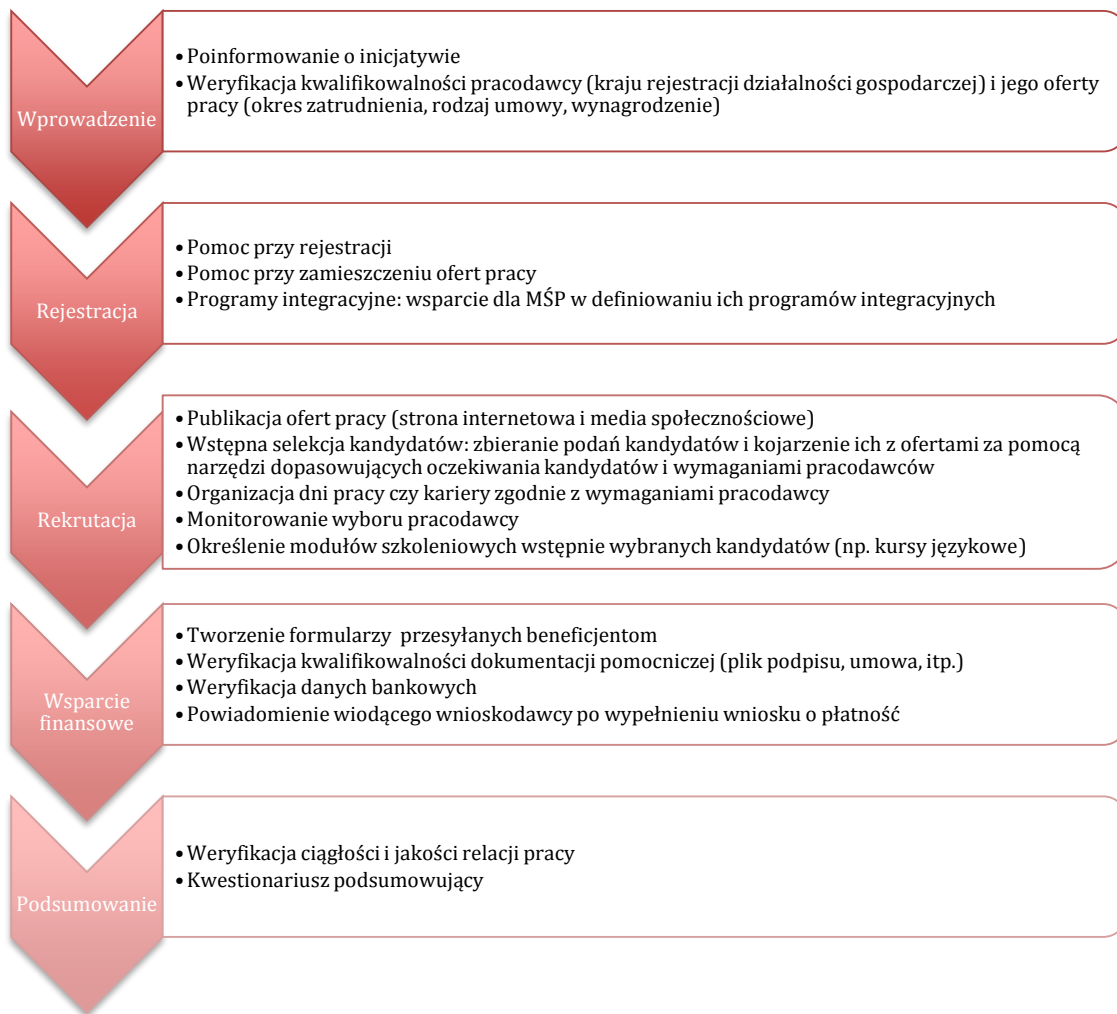 Wprowadzenie
• Poinformowanie o inicjatywie
• Weryfikacja kwalifikowalności pracodawcy (kraju rejestracji działalności gospodarczej) i jego oferty
pracy (okres zatrudnienia, rodzaj umowy, wynagrodzenie)
Rejestracja
• Pomoc przy rejestracji
• Pomoc przy zamieszczeniu ofert pracy
• Programy integracyjne: wsparcie dla MŚP w definiowaniu ich programów integracyjnych
Rekrutacja
• Publikacja ofert pracy (strona internetowa i media społecznościowe)
• Wstępna selekcja kandydatów: zbieranie podań kandydatów i kojarzenie ich z ofertami za pomocą
narzędzi dopasowujących oczekiwania kandydatów i wymaganiami pracodawców
• Organizacja dni pracy czy kariery zgodnie z wymaganiami pracodawcy
• Monitorowanie wyboru pracodawcy
• Określenie modułów szkoleniowych wstępnie wybranych kandydatów (np. kursy językowe)
Wsparcie
finansowe
• Tworzenie formularzy przesyłanych beneficjentom
• Weryfikacja kwalifikowalności dokumentacji pomocniczej (plik podpisu, umowa, itp.)
• Weryfikacja danych bankowych
• Powiadomienie wiodącego wnioskodawcy po wypełnieniu wniosku o płatność
Podsumowanie
• Weryfikacja ciągłości i jakości relacji pracy
• Kwestionariusz podsumowujący